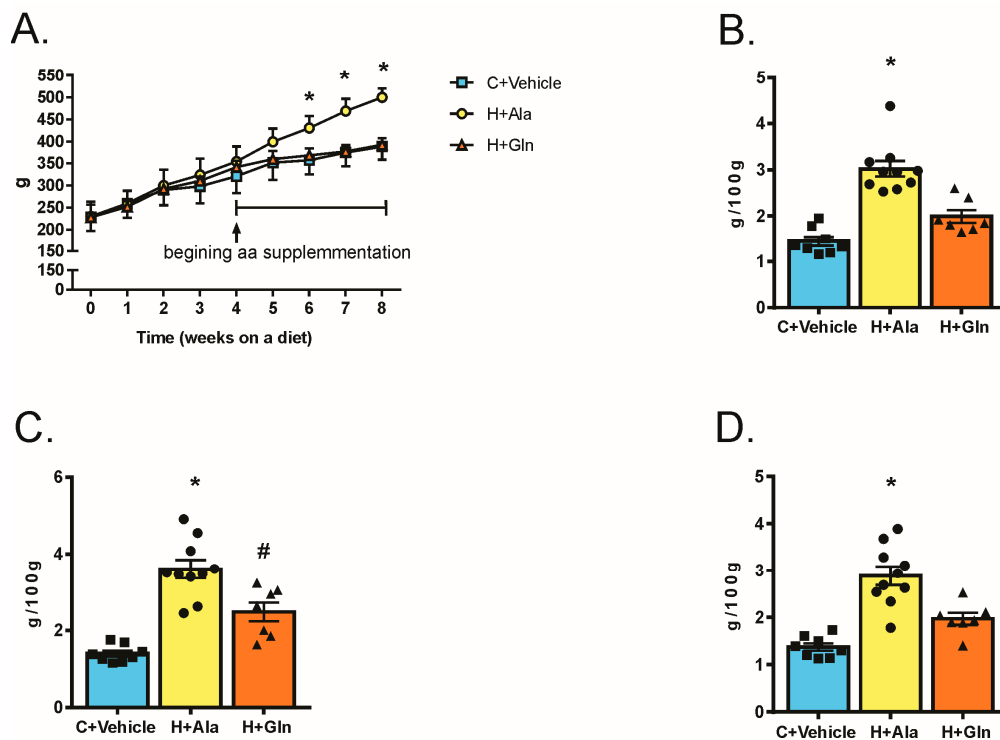 A.
g
550
500
450
400
350
300
250
200
150
150
0
* * *
begining aa supplemmentation
0 1 2 3 4 5 6 7 8
Time (weeks on a diet)
C+Vehicle
H+Ala
H+Gln
B.
g/100g
5
4
3
2
1
0
*
C+Vehicle H+Ala H+Gln
C.
g/100g
6
4
2
0
*
#
C+Vehicle H+Ala H+Gln
D.
g/100g
5
4
3
2
1
0
*
C+Vehicle H+Ala H+Gln